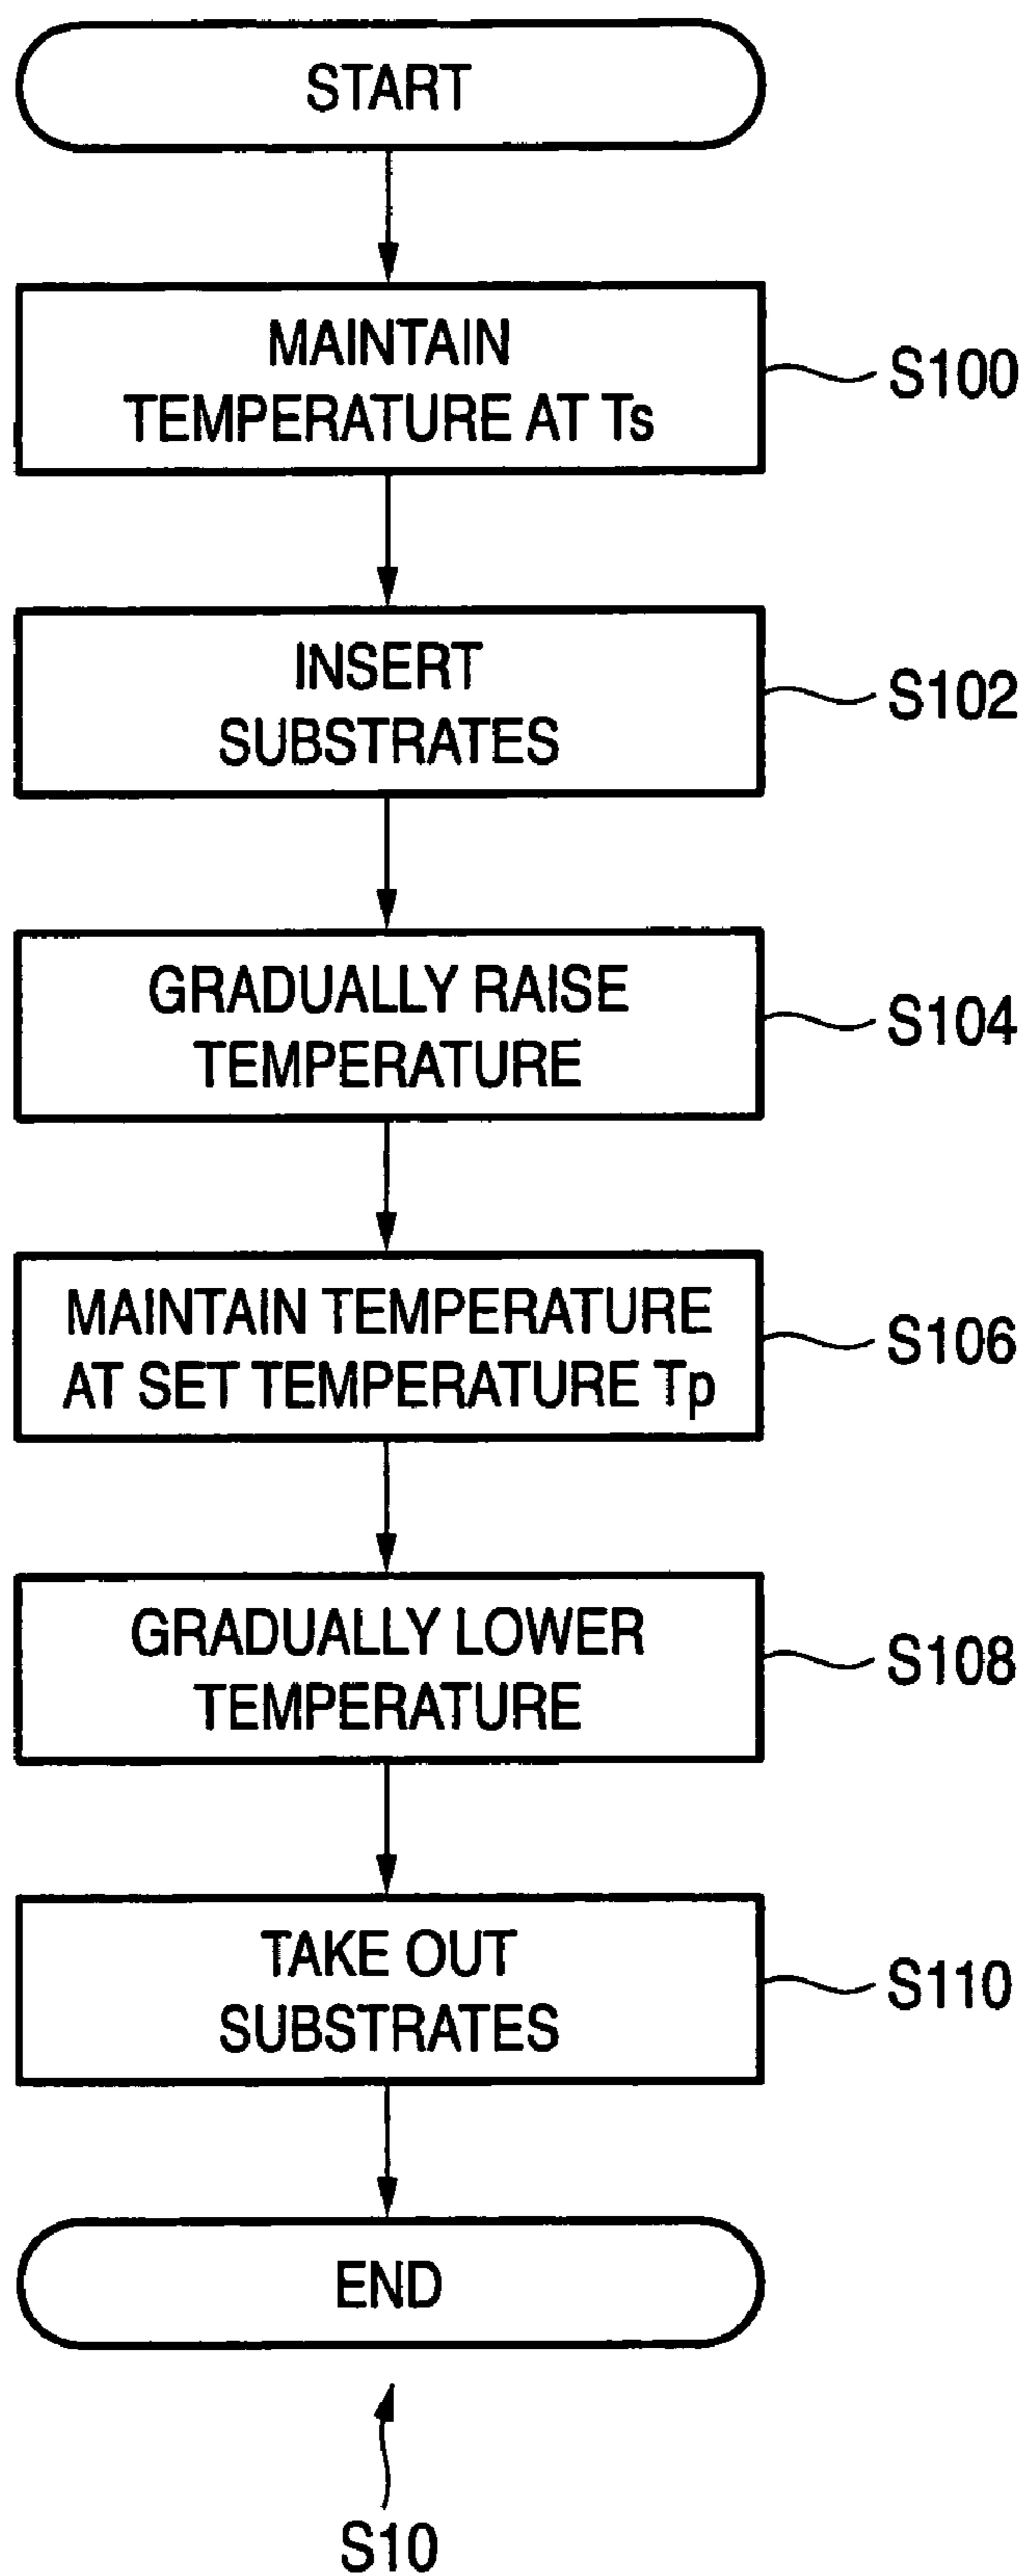 START
MAINTAIN
TEMPERATURE AT Ts
S100
INSERT
SUBSTRATES
S102
GRADUALLY RAISE
TEMPERATURE
S104
MAINTAIN TEMPERATURE
AT SET TEMPERATURE Tp
S106
GRADUALLY LOWER
TEMPERATURE
S108
TAKE OUT
SUBSTRATES
S110
END
S10